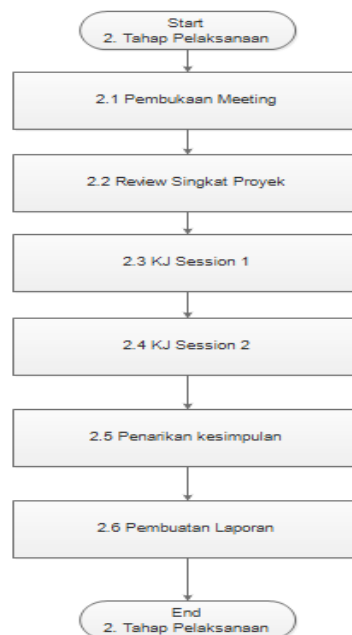 Start
2. Tahap Pelaksanaan
2.1 Pembukaan Meeting
2.2 Review Singkat Proyek
2.3 KJ Session 1
2.4 KJ Session 2
2.5 Penarikan kesimpulan
2.6 Pembuatan Laporan
End
2. Tahap Pelaksanaan